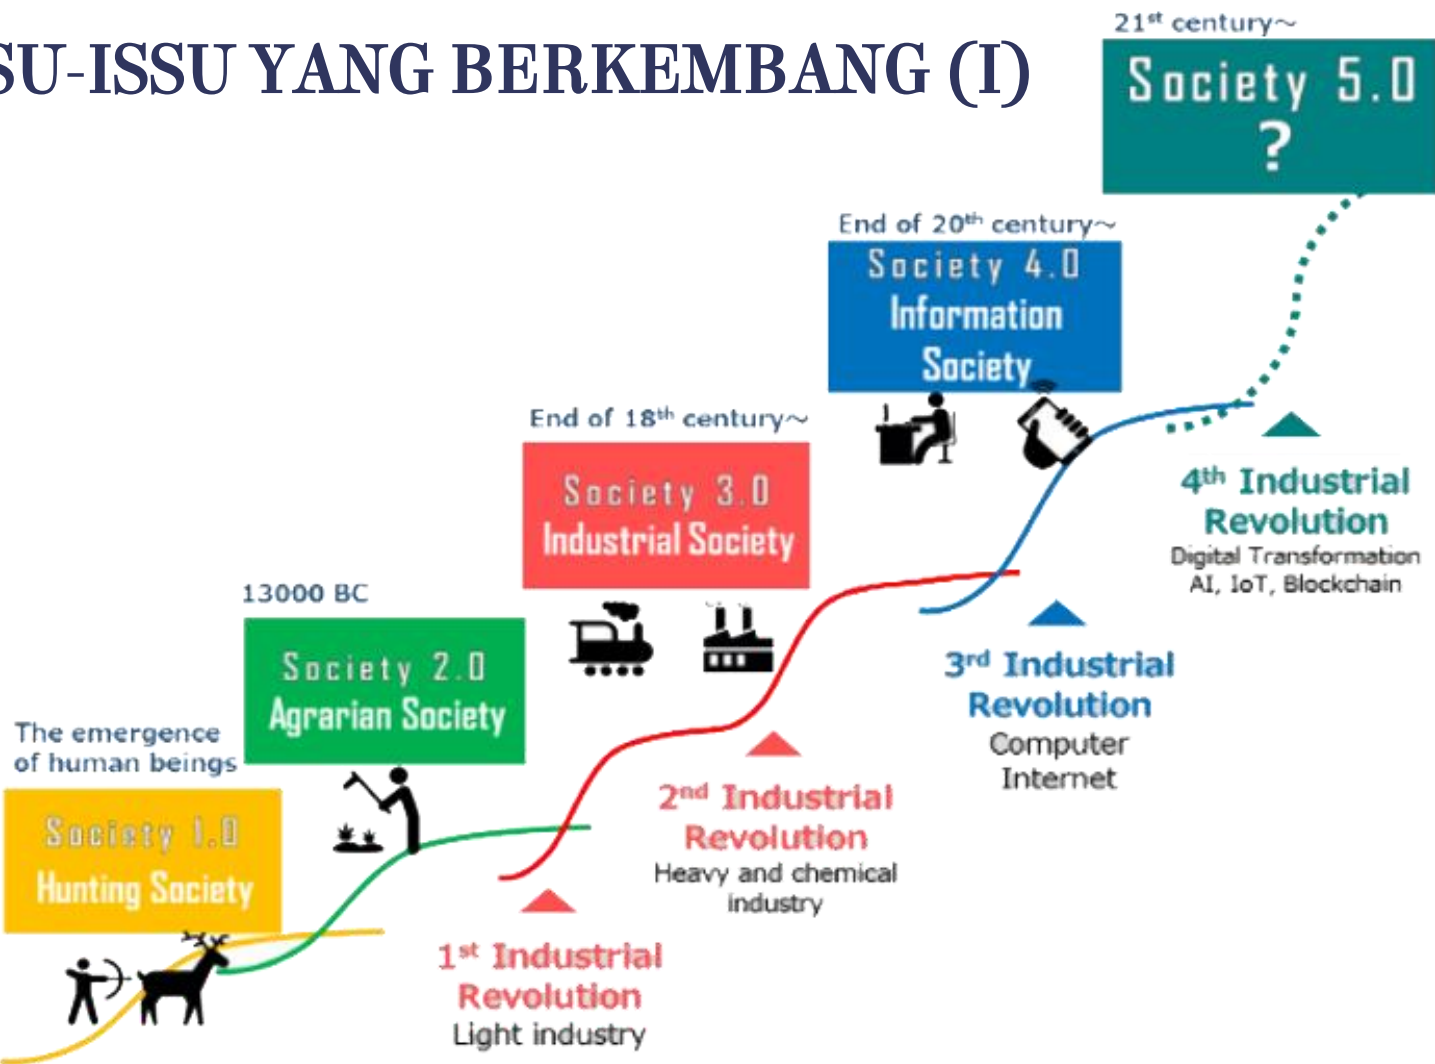 SU-ISSU YANG BERKEMBANG (I)
21st century~
Society 5.0
?
End of 20th century~
Society 4.0
Information
Society
End of 18th century~
Society 3.0
Industrial Society
13000 BC
Society 2.0
Agrarian Society
The emergence
of human beings
Society 1.0
Hunting Society
1st Industrial
Revolution
Light industry
2nd Industrial
Revolution
Heavy and chemical
industry
3rd Industrial
Revolution
Computer
Internet
4th Industrial
Revolution
Digital Transformation
AI, IoT, Blockchain